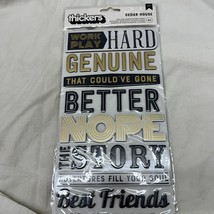 thickers
CEDAR HOUSE
WORK
PLAY
HARD
GENUINE
THAT COULD'VE GONE
BETTER
NOPE
THE STORY
ADVENTURES FILL YOUR SOUL
Best Friends